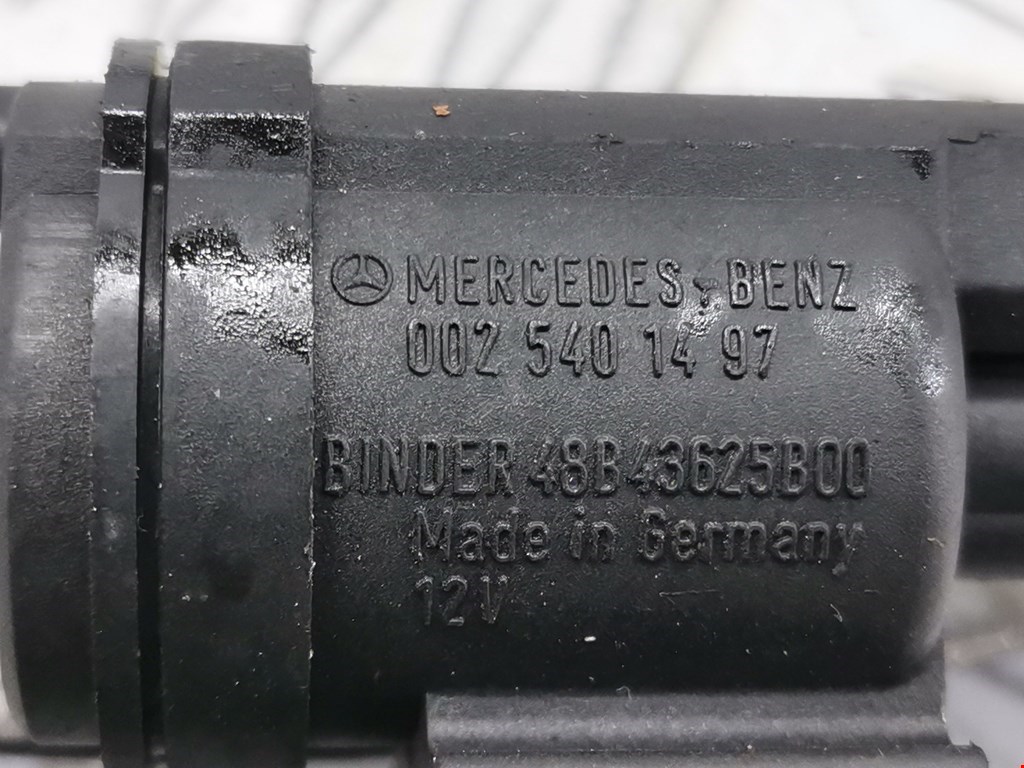 MERCEDES-BENZ
002 540 14 97
BINDER 48B43625B00
Made in Germany
12V